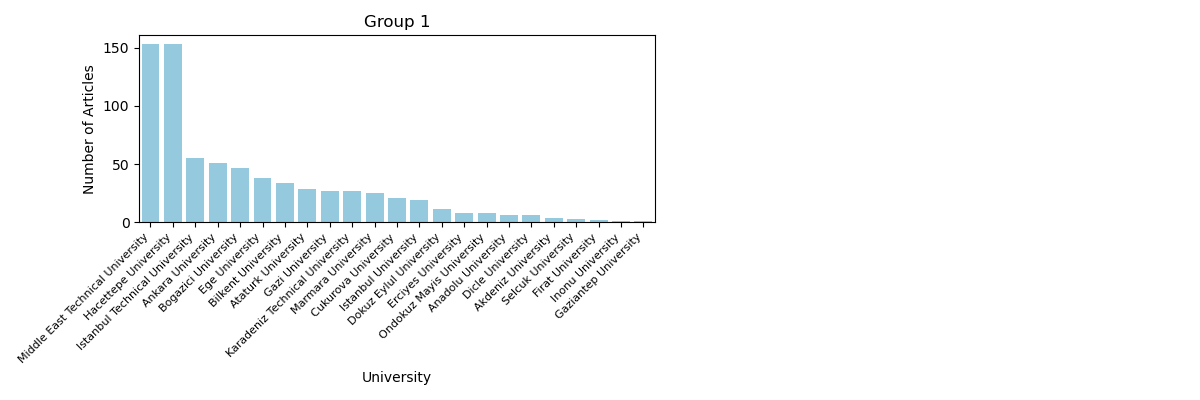 Group 1
Number of Articles
150
100
50
0
Middle East Technical University
Hacettepe University
Istanbul Technical University
Ankara University
Bogazici University
Ege University
Bilkent University
Ataturk University
Gazi University
Karadeniz Technical University
Marmara University
Cukurova University
Istanbul University
Dokuz Eylul University
Erciyes University
Ondokuz Mayis University
Anadolu University
Dicle University
Akdeniz University
Selcuk University
Firat University
Inonu University
Gaziantep University
University